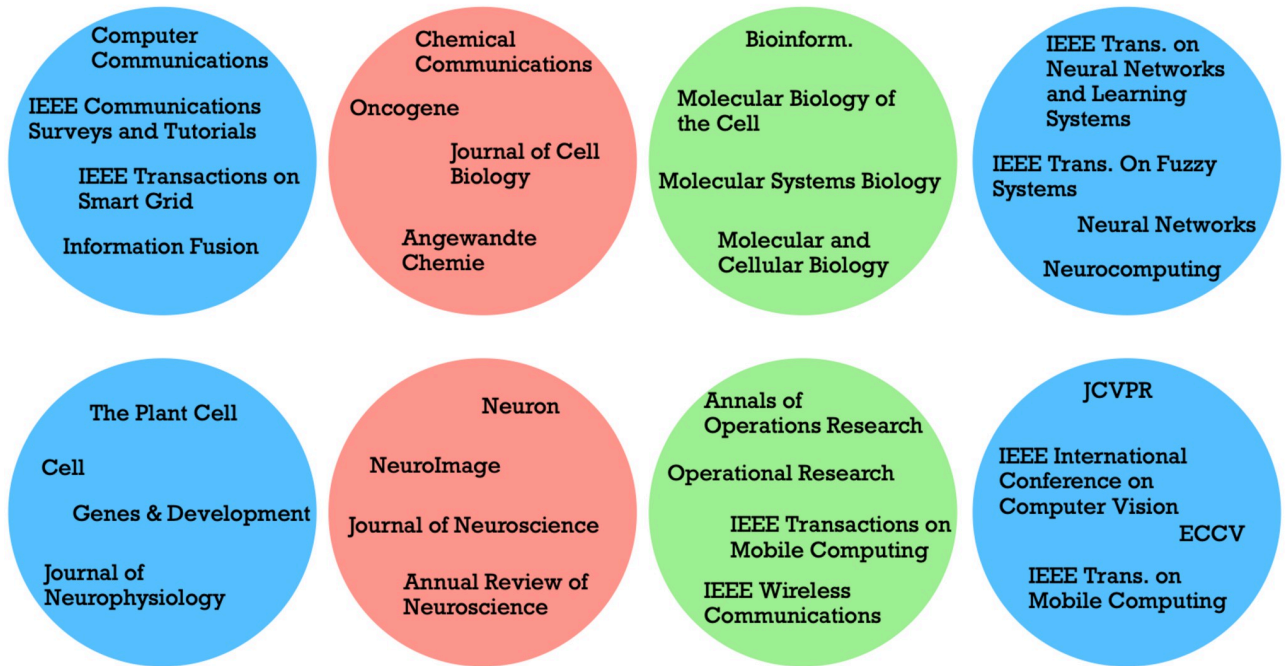 Computer
Communications
IEEE Communications
Surveys and Tutorials
IEEE Transactions on
Smart Grid
Information Fusion
Chemical
Communications
Oncogene
Journal of Cell
Biology
Angewandte
Chemie
Bioinform.
Molecular Biology of
the Cell
Molecular Systems Biology
Molecular and
Cellular Biology
IEEE Trans. on
Neural Networks
and Learning
Systems
IEEE Trans. On Fuzzy
Systems
Neural Networks
Neurocomputing
The Plant Cell
Cell
Genes & Development
Journal of
Neurophysiology
Neuron
NeuroImage
Journal of Neuroscience
Annual Review of
Neuroscience
Annals of
Operations Research
Operational Research
IEEE Transactions on
Mobile Computing
IEEE Wireless
Communications
JCVPR
IEEE International
Conference on
Computer Vision
ECCV
IEEE Trans. on
Mobile Computing